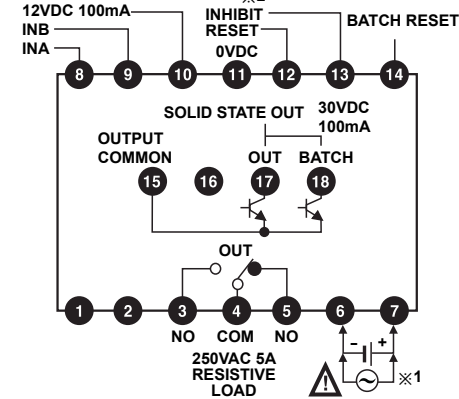 12VDC 100mA
INB
INA
INHIBIT
RESET
0VDC
BATCH RESET
8 9 10 11 12 13 14
SOLID STATE OUT
30VDC
100mA
OUTPUT
COMMON
OUT BATCH
15 16 17 18
OUT
1 2 3 4 5 6 7
NO COM NO
250VAC 5A
RESISTIVE
LOAD
- +
※1